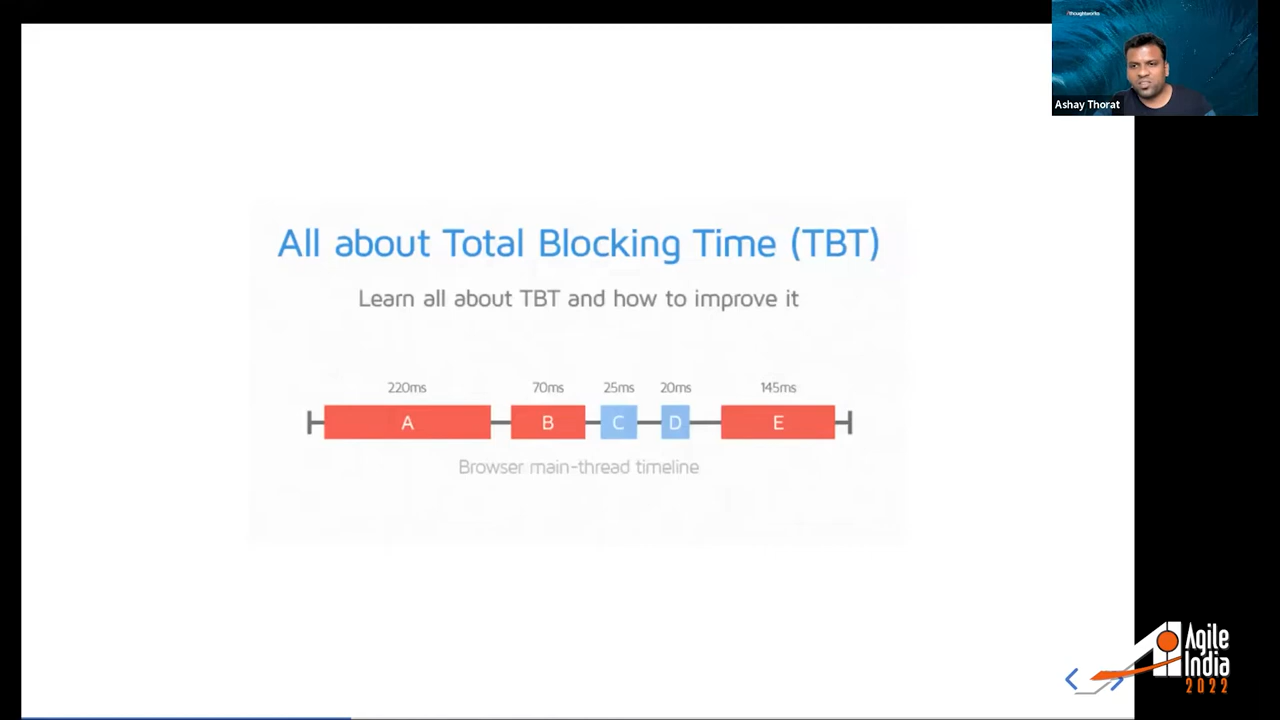 /thoughtworks
Ashay Thorat
All about Total Blocking Time (TBT)
Learn all about TBT and how to improve it
220ms 70ms 25ms 20ms 145ms
A B C D E
Browser main-thread timeline
Agile
India
2022